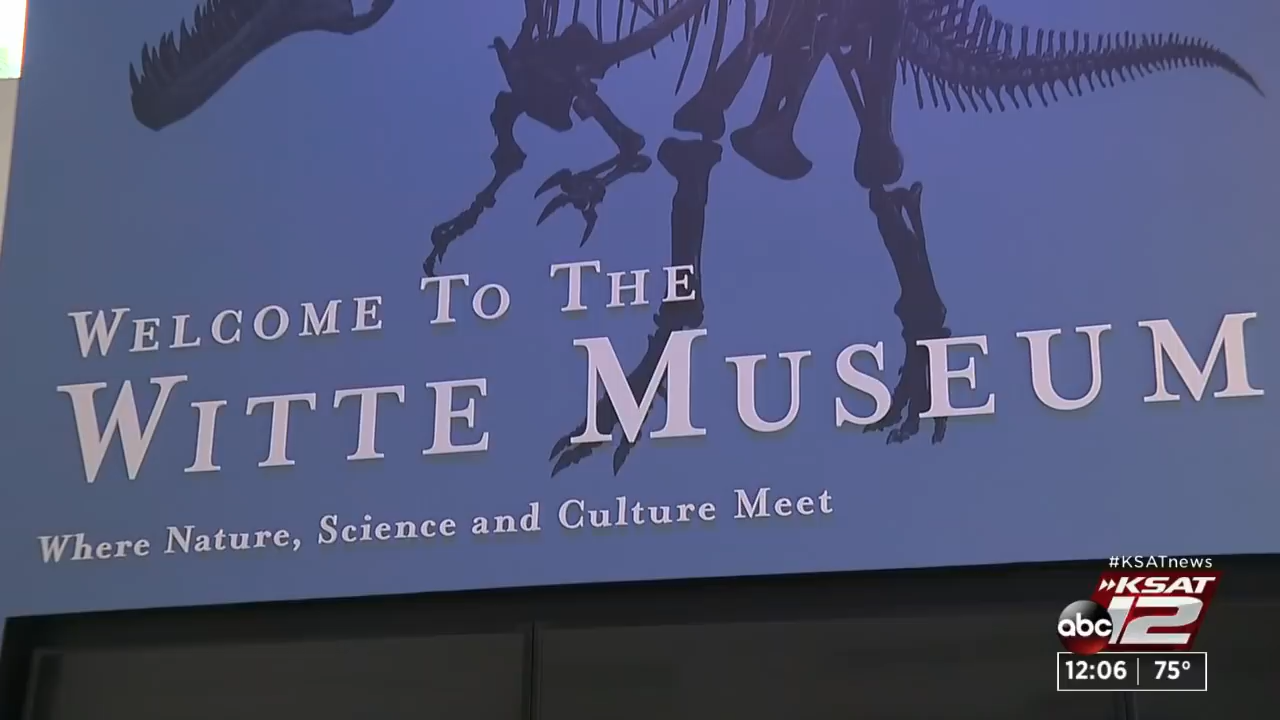 WELCOME TO THE
WITTE MUSEUM
Where Nature, Science and Culture Meet
#KSATnews
KSAT
abc 12
12:06 | 75°